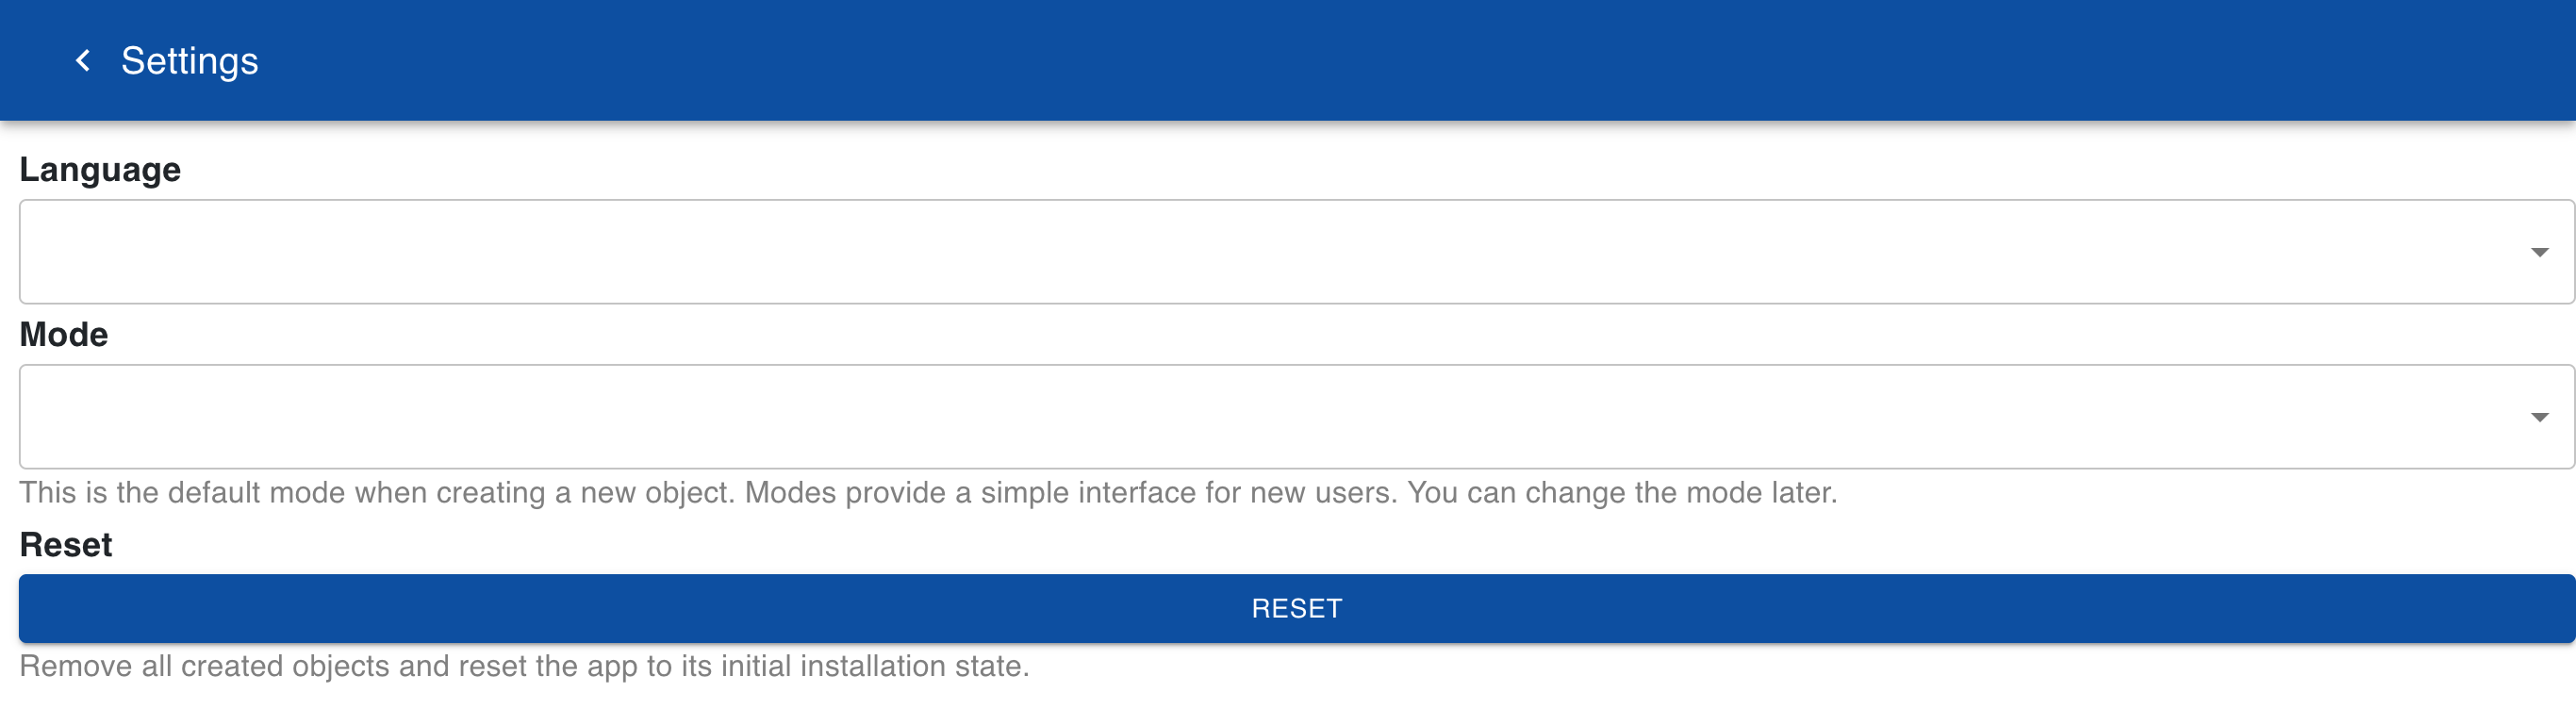 Settings
Language
Mode
This is the default mode when creating a new object. Modes provide a simple interface for new users. You can change the mode later.
Reset
RESET
Remove all created objects and reset the app to its initial installation state.